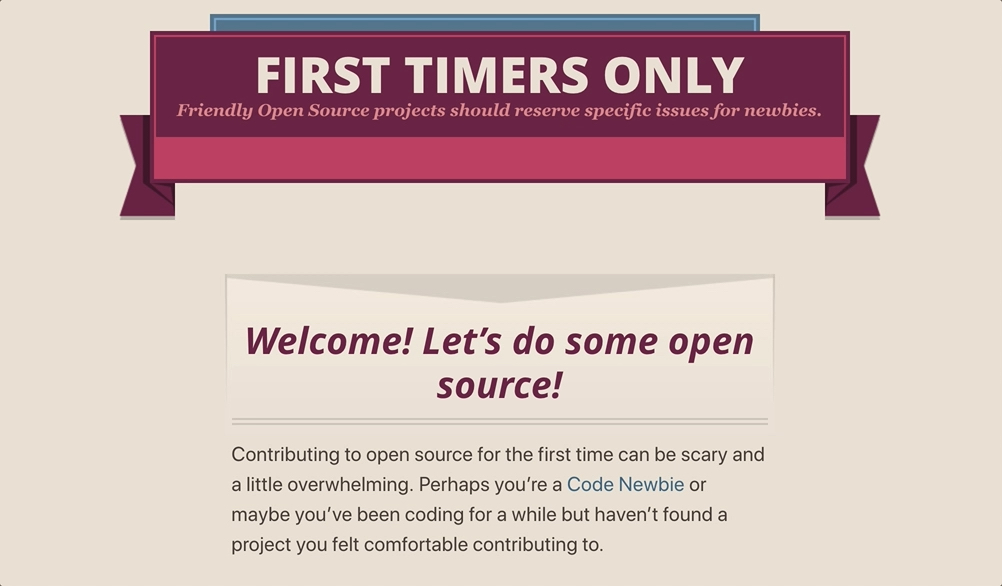 FIRST TIMERS ONLY
Friendly Open Source projects should reserve specific issues for newbies.
Welcome! Let’s do some open
source!
Contributing to open source for the first time can be scary and
a little overwhelming. Perhaps you’re a Code Newbie or
maybe you’ve been coding for a while but haven’t found a
project you felt comfortable contributing to.